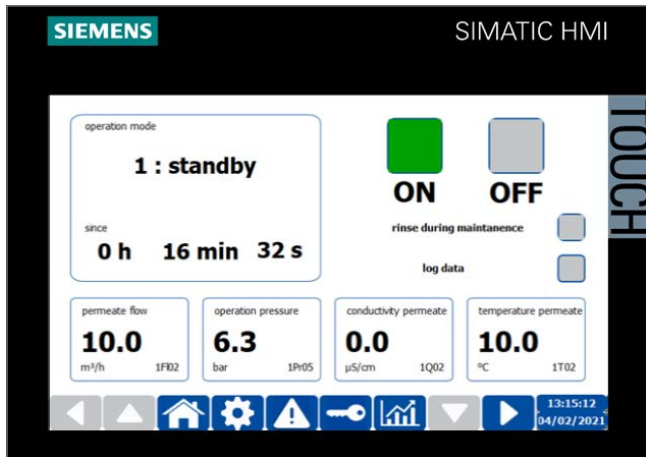 SIEMENS
SIMATIC HMI
TOUCH
operation mode
1 : standby
since
0 h 16 min 32 s
ON OFF
rinse during maintanence
log data
permeate flow
10.0
m³/h 1Fl02
operation pressure
6.3
bar 1Pr05
conductivity permeate
0.0
µS/cm 1Q02
temperature permeate
10.0
°C 1T02
13:15:12
04/02/2021